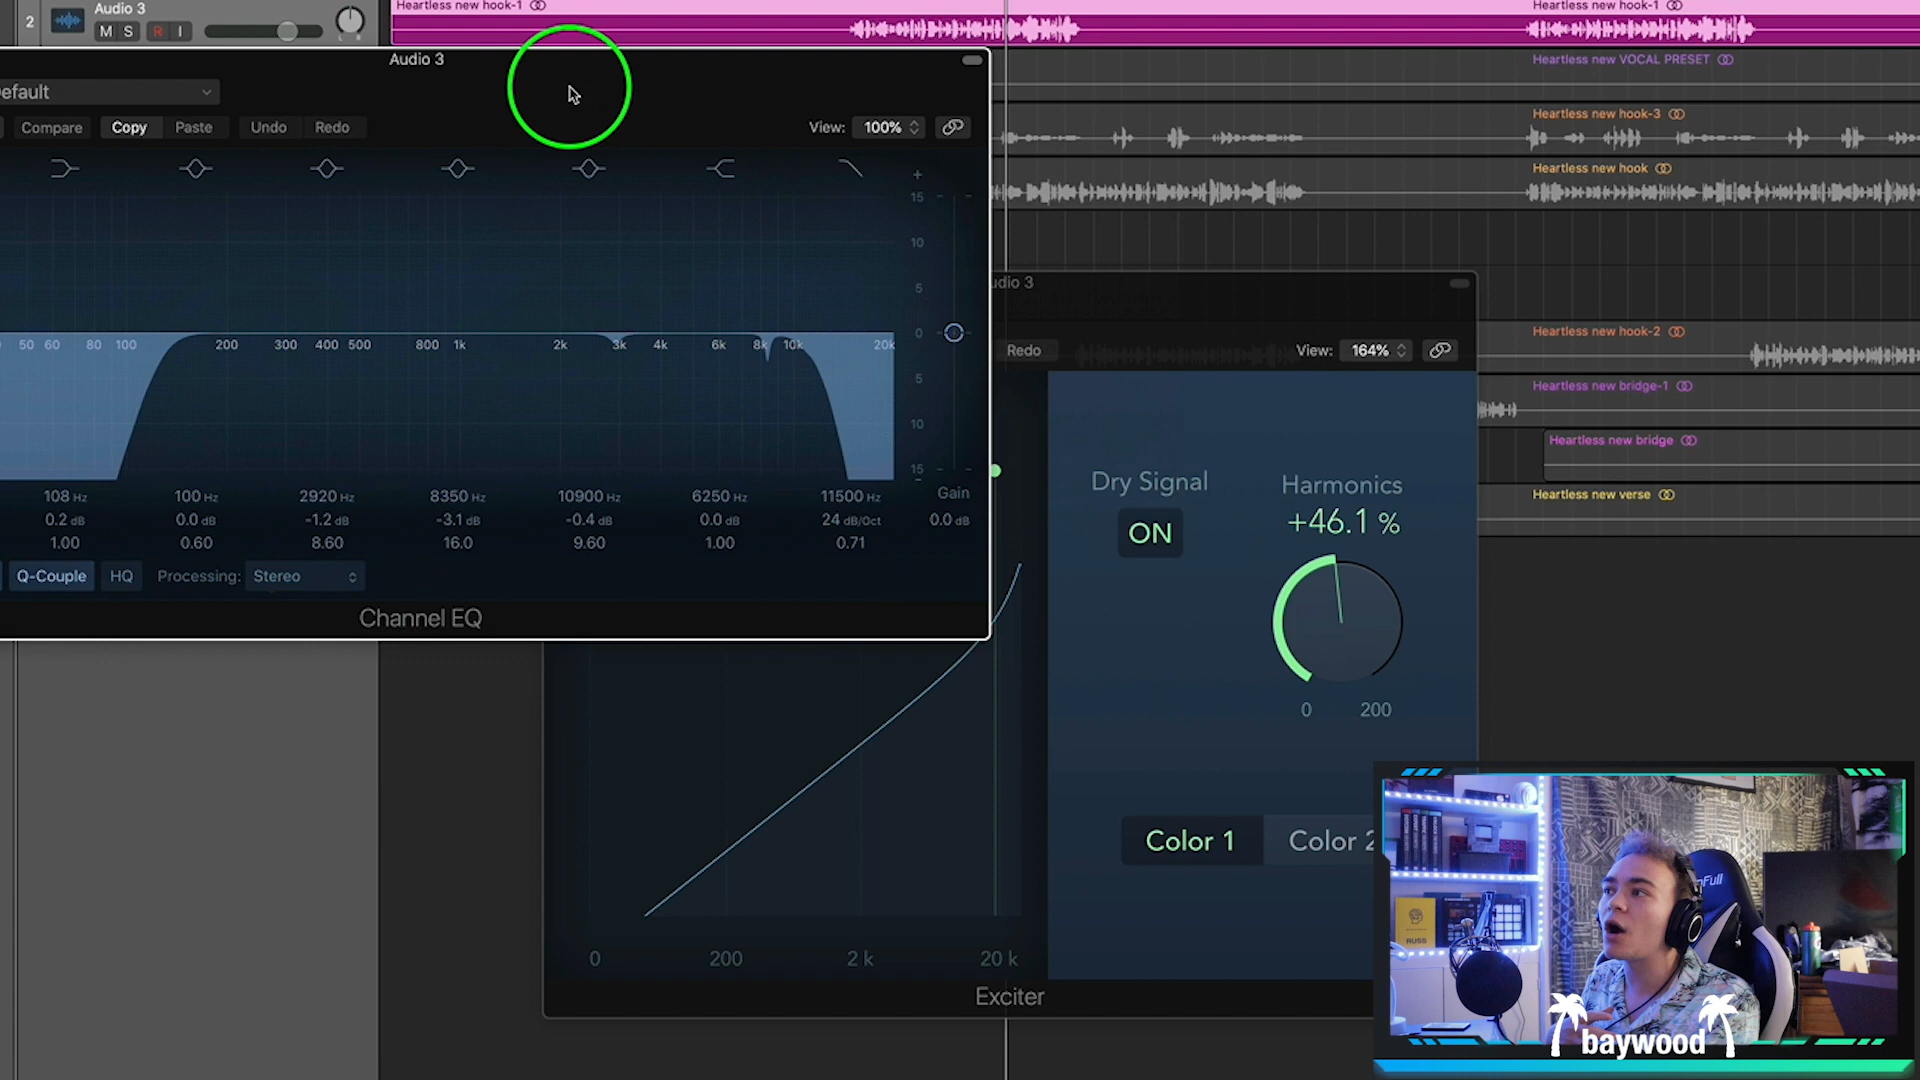 2
Audio 3
M S R I
L R
Heartless new hook-1
Heartless new hook-1
Audio 3
efault
Compare Copy Paste Undo Redo
View: 100%
Heartless new VOCAL PRESET
Heartless new hook-3
Heartless new hook
+
15
10
5
0
5
10
15
-
50 60 80 100 200 300 400 500 800 1k 2k 3k 4k 6k 8k 10k 20k
108 Hz 100 Hz 2920 Hz 8350 Hz 10900 Hz 6250 Hz 11500 Hz Gain
0.2 dB 0.0 dB -1.2 dB -3.1 dB -0.4 dB 0.0 dB 24 dB/Oct 0.0 dB
1.00 0.60 8.60 16.0 9.60 1.00 0.71
Q-Couple HQ Processing: Stereo
Channel EQ
udio 3
Redo
View: 164%
Heartless new hook-2
Heartless new bridge-1
Heartless new bridge
Heartless new verse
Dry Signal
ON
Harmonics
+46.1 %
0 200
Color 1 Color 2
0 200 2 k 20 k
Exciter
RUSS
nFull
baywood